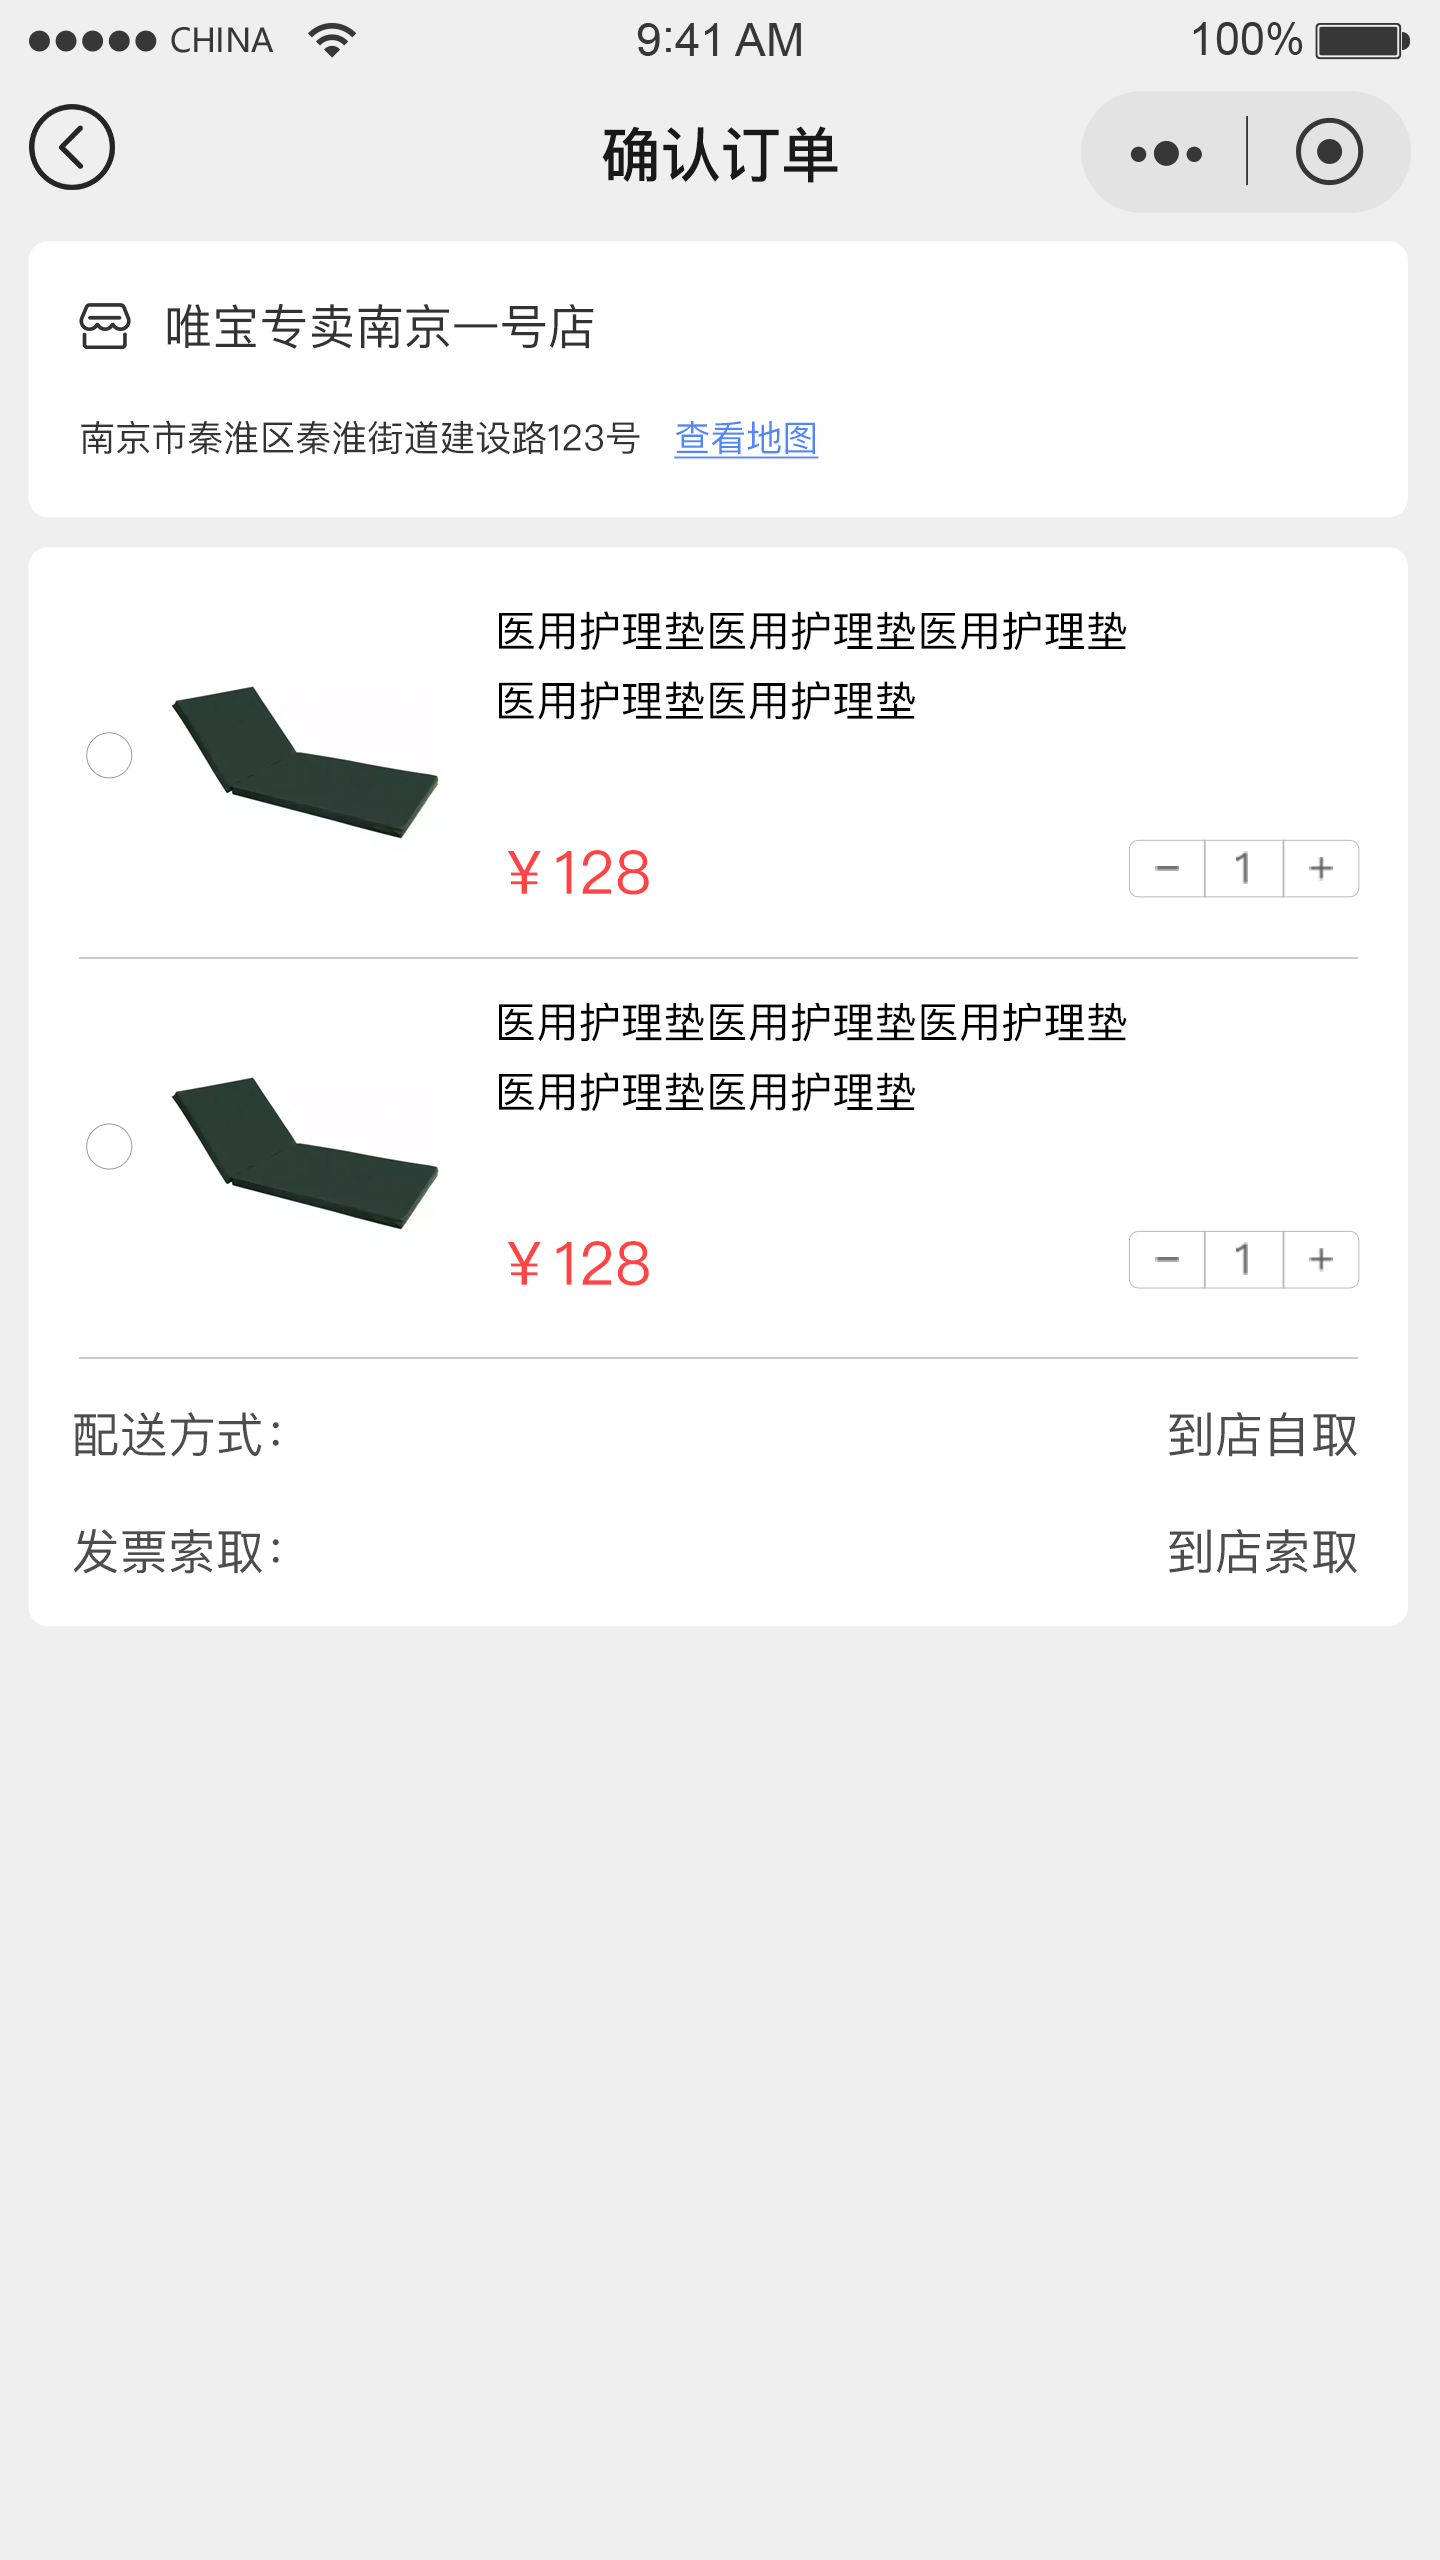 CHINA 9:41 AM 100%
确认订单
唯宝专卖南京一号店
南京市秦淮区秦淮街道建设路123号 查看地图
医用护理垫医用护理垫医用护理垫
医用护理垫医用护理垫
¥128 − 1 +
医用护理垫医用护理垫医用护理垫
医用护理垫医用护理垫
¥128 − 1 +
配送方式： 到店自取
发票索取： 到店索取